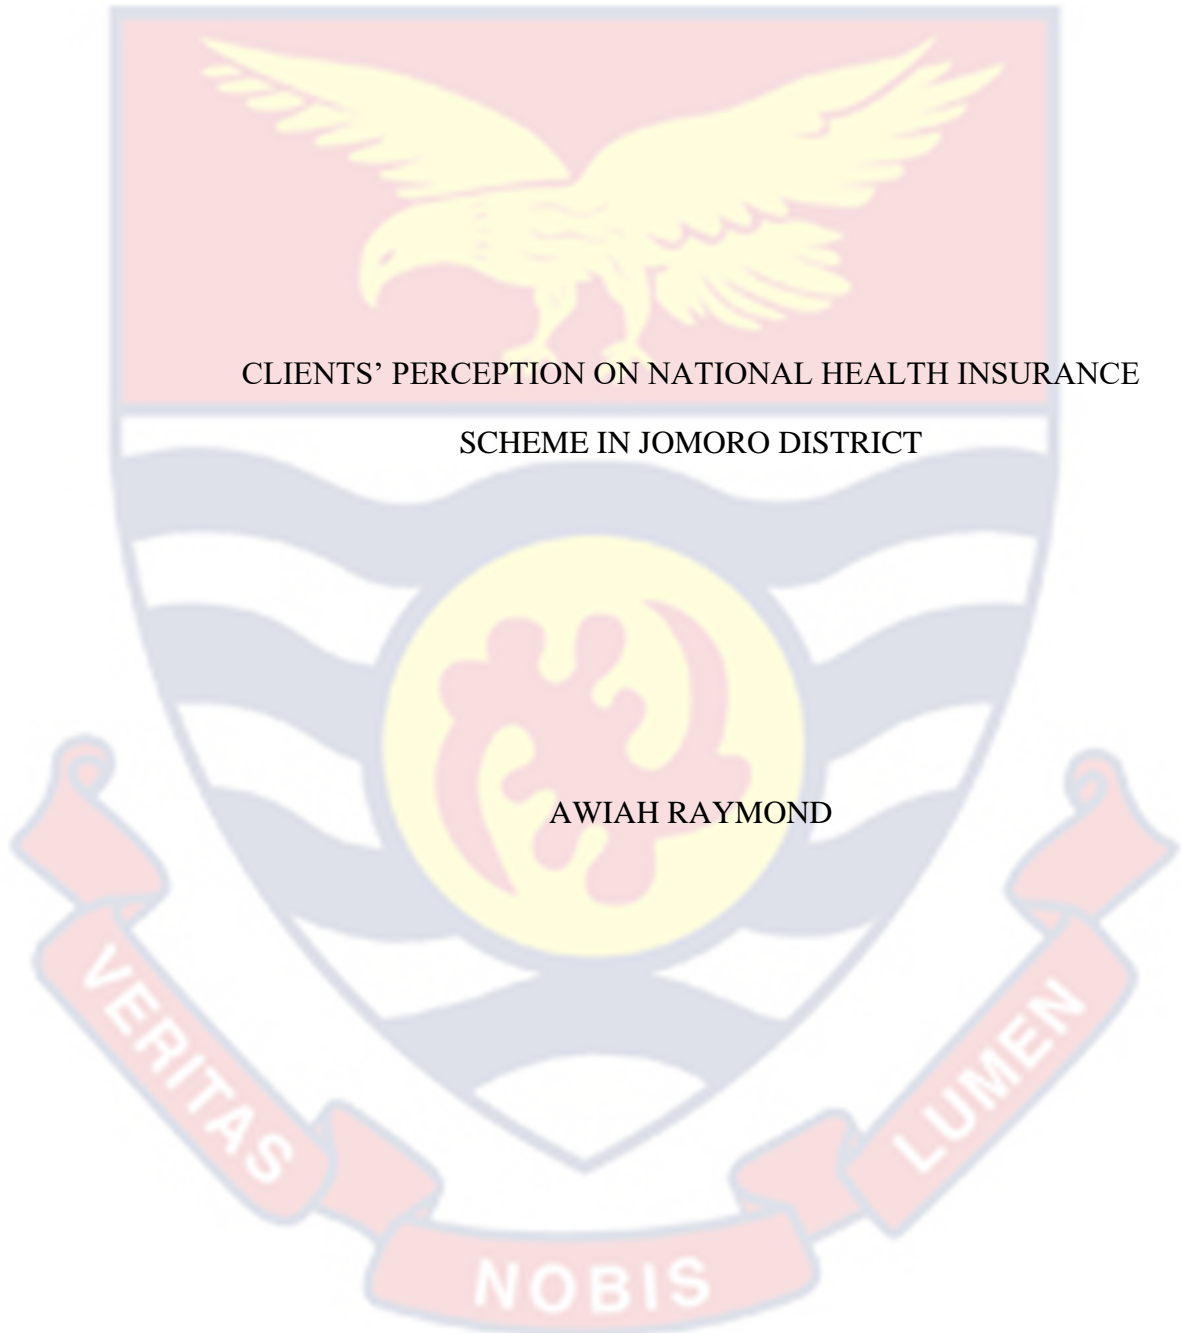 CLIENTS’ PERCEPTION ON NATIONAL HEALTH INSURANCE
SCHEME IN JOMORO DISTRICT
AWIAH RAYMOND
VERITAS
NOBIS
LUMEN